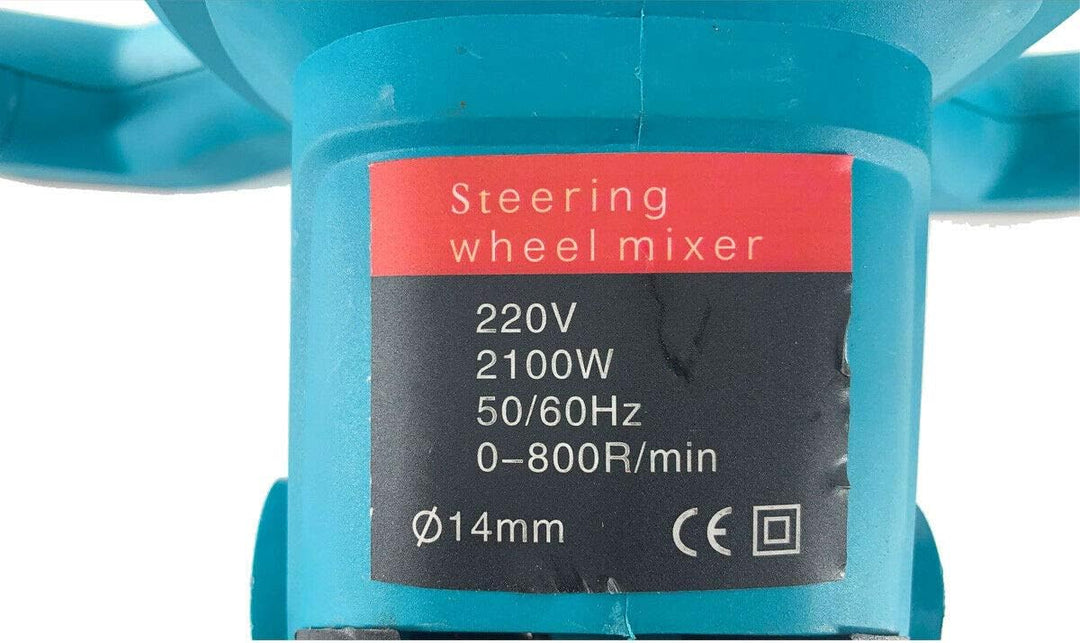 Steering
wheel mixer
220V
2100W
50/60Hz
0-800R/min
Ø14mm CE